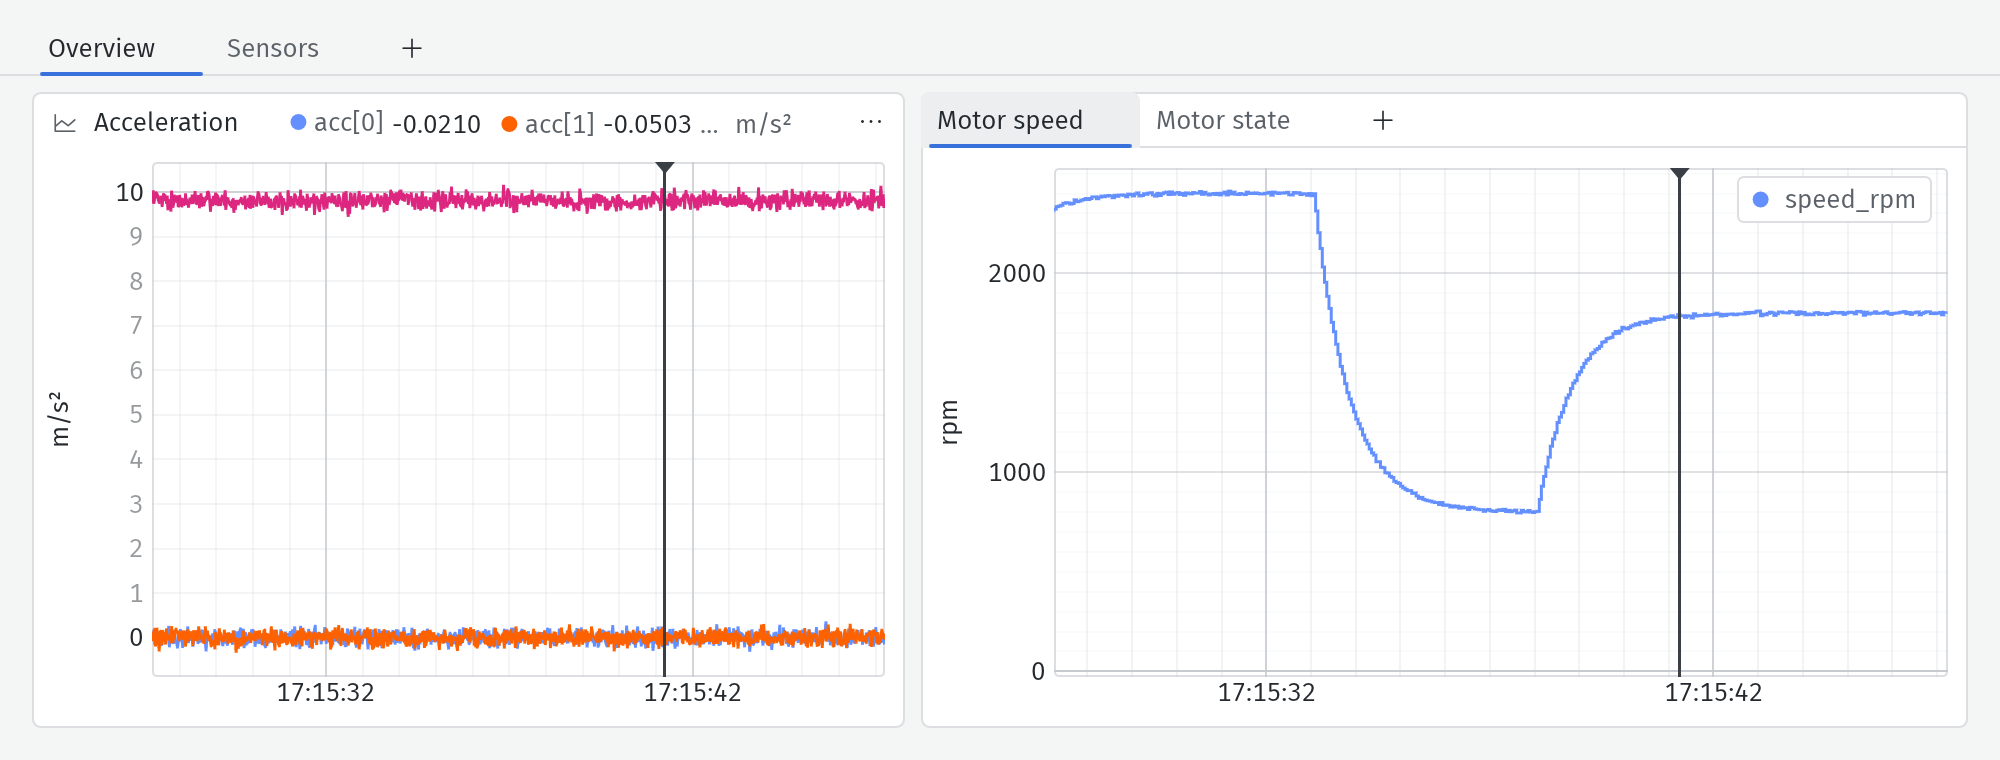 Overview Sensors +
Acceleration acc[0] -0.0210 acc[1] -0.0503 ... m/s² ...
10
9
8
7
6
5
4
3
2
1
0
m/s²
17:15:32 17:15:42
Motor speed Motor state +
speed_rpm
2000
1000
0
rpm
17:15:32 17:15:42